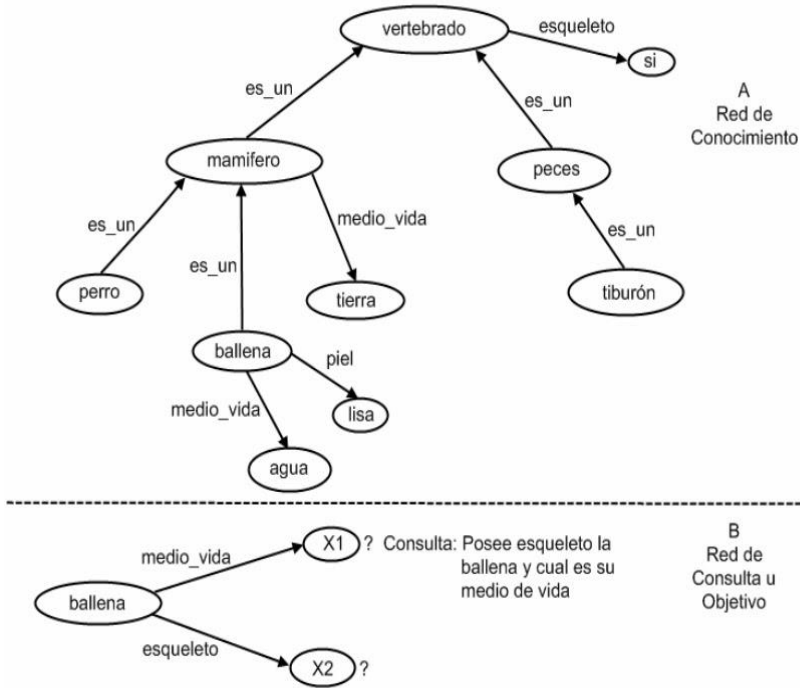 vertebrado
esqueleto
si
A
Red de
Conocimiento
es_un
es_un
mamifero
peces
es_un
es_un
medio_vida
es_un
perro
tierra
tiburón
ballena
piel
medio_vida
lisa
agua
B
Red de
Consulta u
Objetivo
medio_vida
X1
? Consulta: Posee esqueleto la
ballena y cual es su
medio de vida
ballena
esqueleto
X2
?